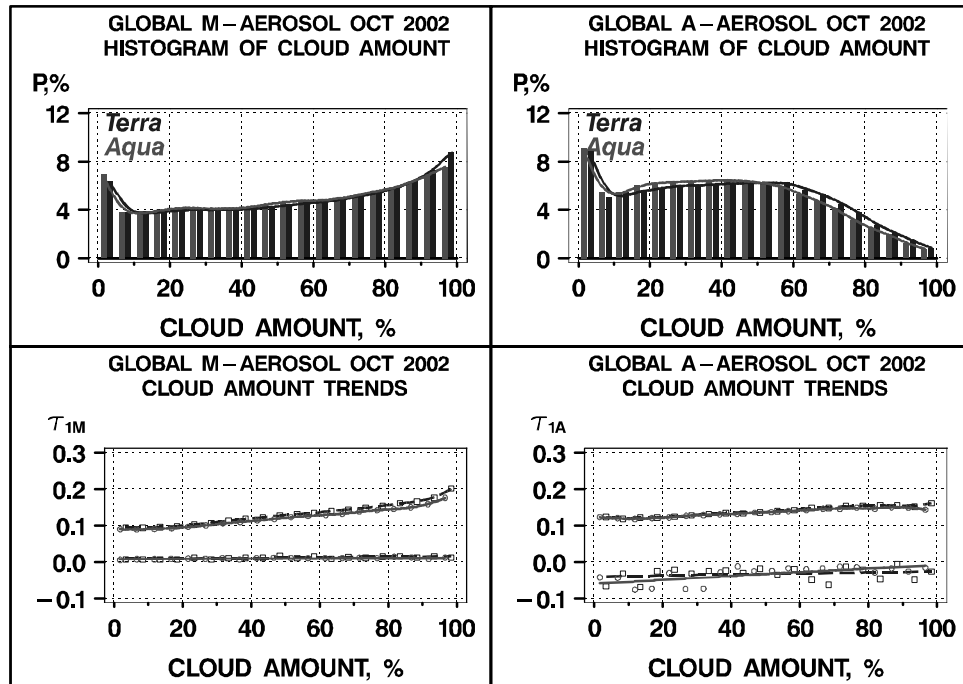 GLOBAL M–AEROSOL OCT 2002
HISTOGRAM OF CLOUD AMOUNT
P,%
12
8
4
0
Terra
Aqua
0 20 40 60 80 100
CLOUD AMOUNT, %
GLOBAL A–AEROSOL OCT 2002
HISTOGRAM OF CLOUD AMOUNT
P,%
12
8
4
0
Terra
Aqua
0 20 40 60 80 100
CLOUD AMOUNT, %
GLOBAL M–AEROSOL OCT 2002
CLOUD AMOUNT TRENDS
τ1M
0.3
0.2
0.1
0.0
−0.1
0 20 40 60 80 100
CLOUD AMOUNT, %
GLOBAL A–AEROSOL OCT 2002
CLOUD AMOUNT TRENDS
τ1A
0.3
0.2
0.1
0.0
−0.1
0 20 40 60 80 100
CLOUD AMOUNT, %